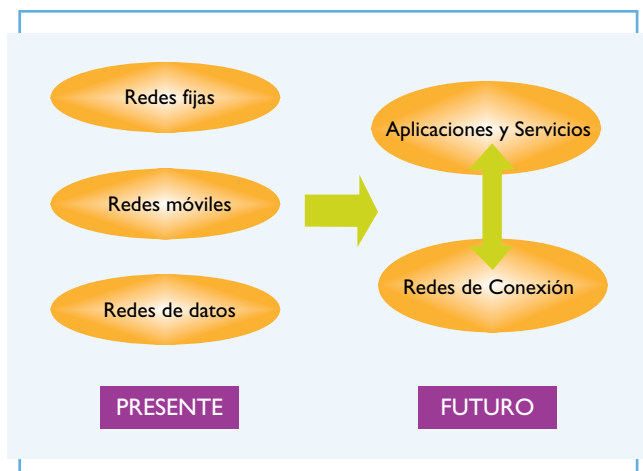 Redes fijas
Redes móviles
Redes de datos
PRESENTE
Aplicaciones y Servicios
Redes de Conexión
FUTURO